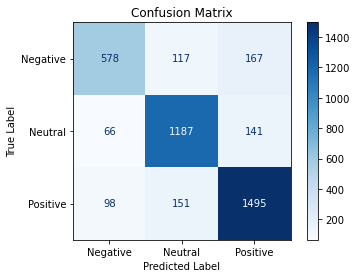 Confusion Matrix
True Label
Negative 578 117 167
Neutral 66 1187 141
Positive 98 151 1495
Negative Neutral Positive
Predicted Label
1400
1200
1000
800
600
400
200